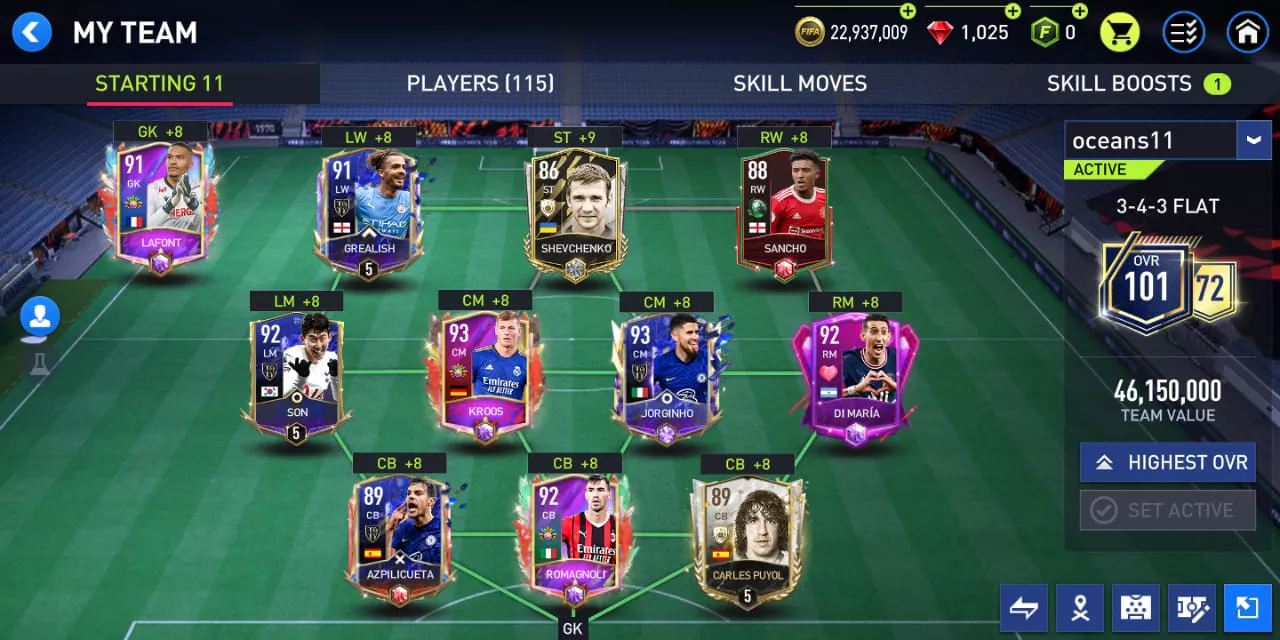 MY TEAM
22,937,009
1,025
0
STARTING 11
PLAYERS (115)
SKILL MOVES
SKILL BOOSTS 1
GK +8
91
GK
LAFONT
LW +8
91
LW
GREALISH
5
ST +9
86
ST
SHEVCHENKO
RW +8
88
RW
SANCHO
oceans11
ACTIVE
3-4-3 FLAT
OVR
101
72
46,150,000
TEAM VALUE
HIGHEST OVR
SET ACTIVE
LM +8
92
LM
SON
5
CM +8
93
CM
Emirates
FLY BETTER
KROOS
CM +8
93
CM
JORGINHO
RM +8
92
RM
DI MARÍA
CB +8
89
CB
AZPILICUETA
CB +8
92
CB
Emirates
ROMAGNOLI
CB +8
89
CB
CARLES PUYOL
5
GK